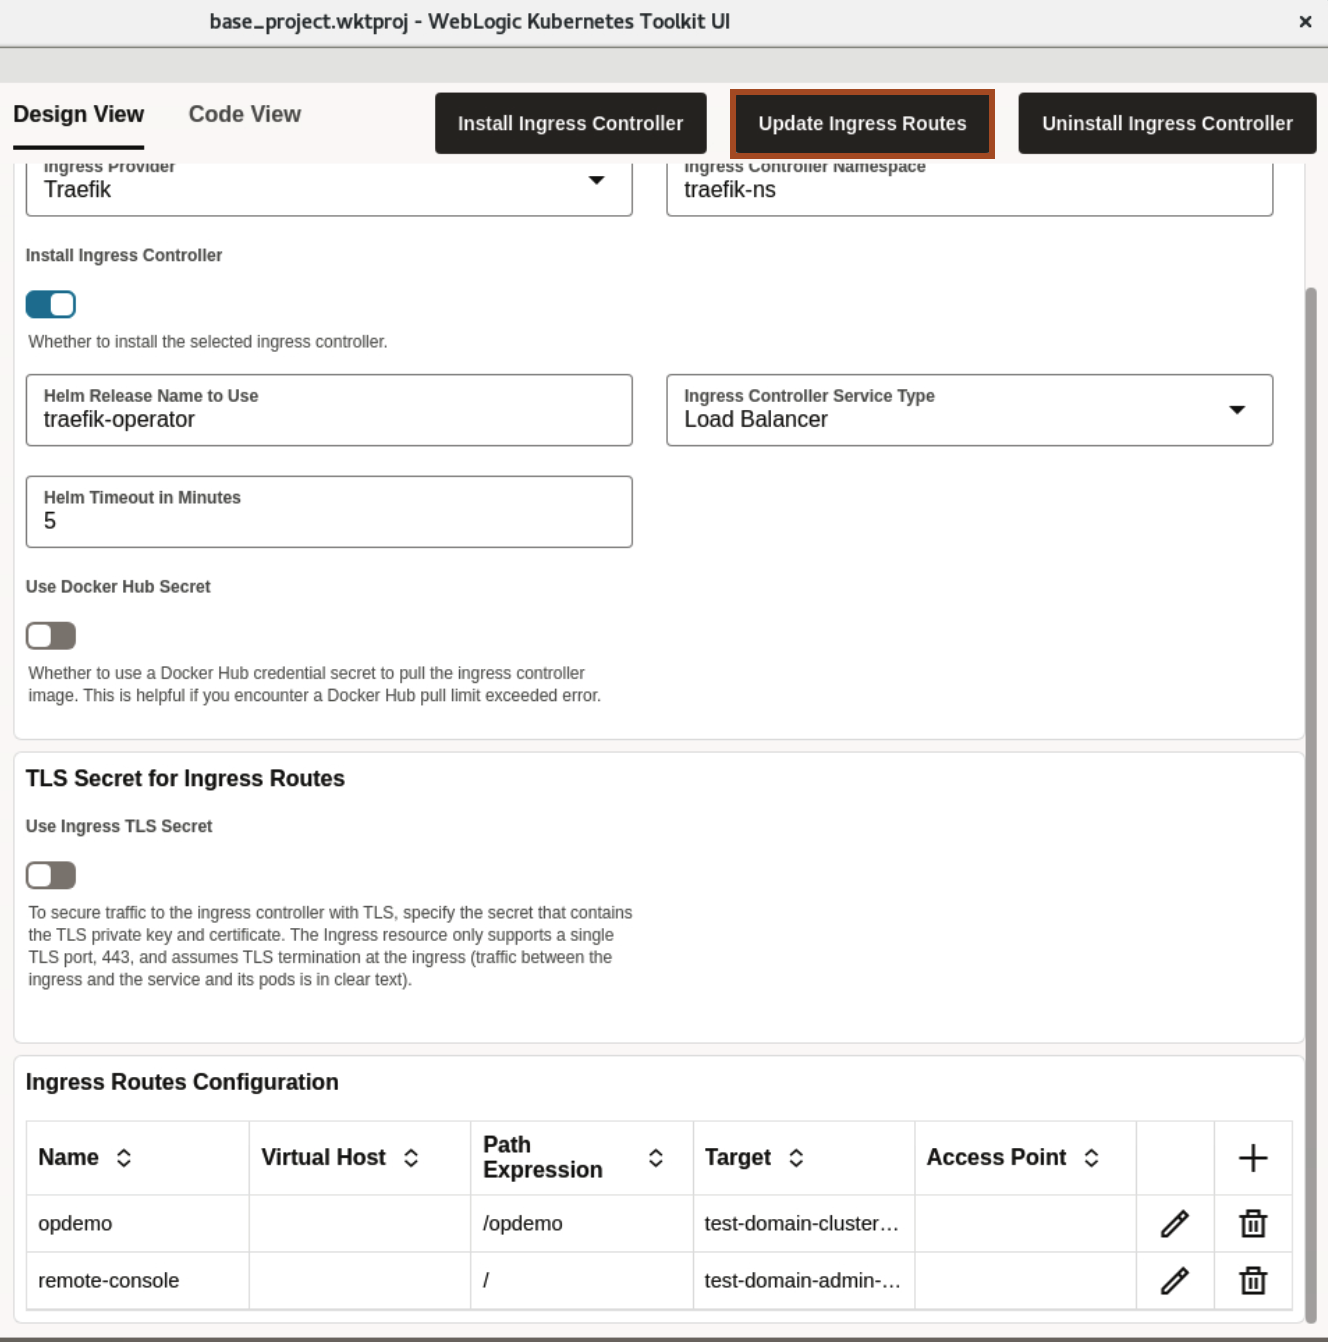 base_project.wktproj - WebLogic Kubernetes Toolkit UI
Design View
Code View
Install Ingress Controller
Update Ingress Routes
Uninstall Ingress Controller
Ingress Provider
Traefik
Ingress Controller Namespace
traefik-ns
Install Ingress Controller
Whether to install the selected ingress controller.
Helm Release Name to Use
traefik-operator
Ingress Controller Service Type
Load Balancer
Helm Timeout in Minutes
5
Use Docker Hub Secret
Whether to use a Docker Hub credential secret to pull the ingress controller
image. This is helpful if you encounter a Docker Hub pull limit exceeded error.
TLS Secret for Ingress Routes
Use Ingress TLS Secret
To secure traffic to the ingress controller with TLS, specify the secret that contains
the TLS private key and certificate. The Ingress resource only supports a single
TLS port, 443, and assumes TLS termination at the ingress (traffic between the
ingress and the service and its pods is in clear text).
Ingress Routes Configuration
Name
Virtual Host
Path
Expression
Target
Access Point
opdemo
/opdemo
test-domain-cluster...
remote-console
/
test-domain-admin-...